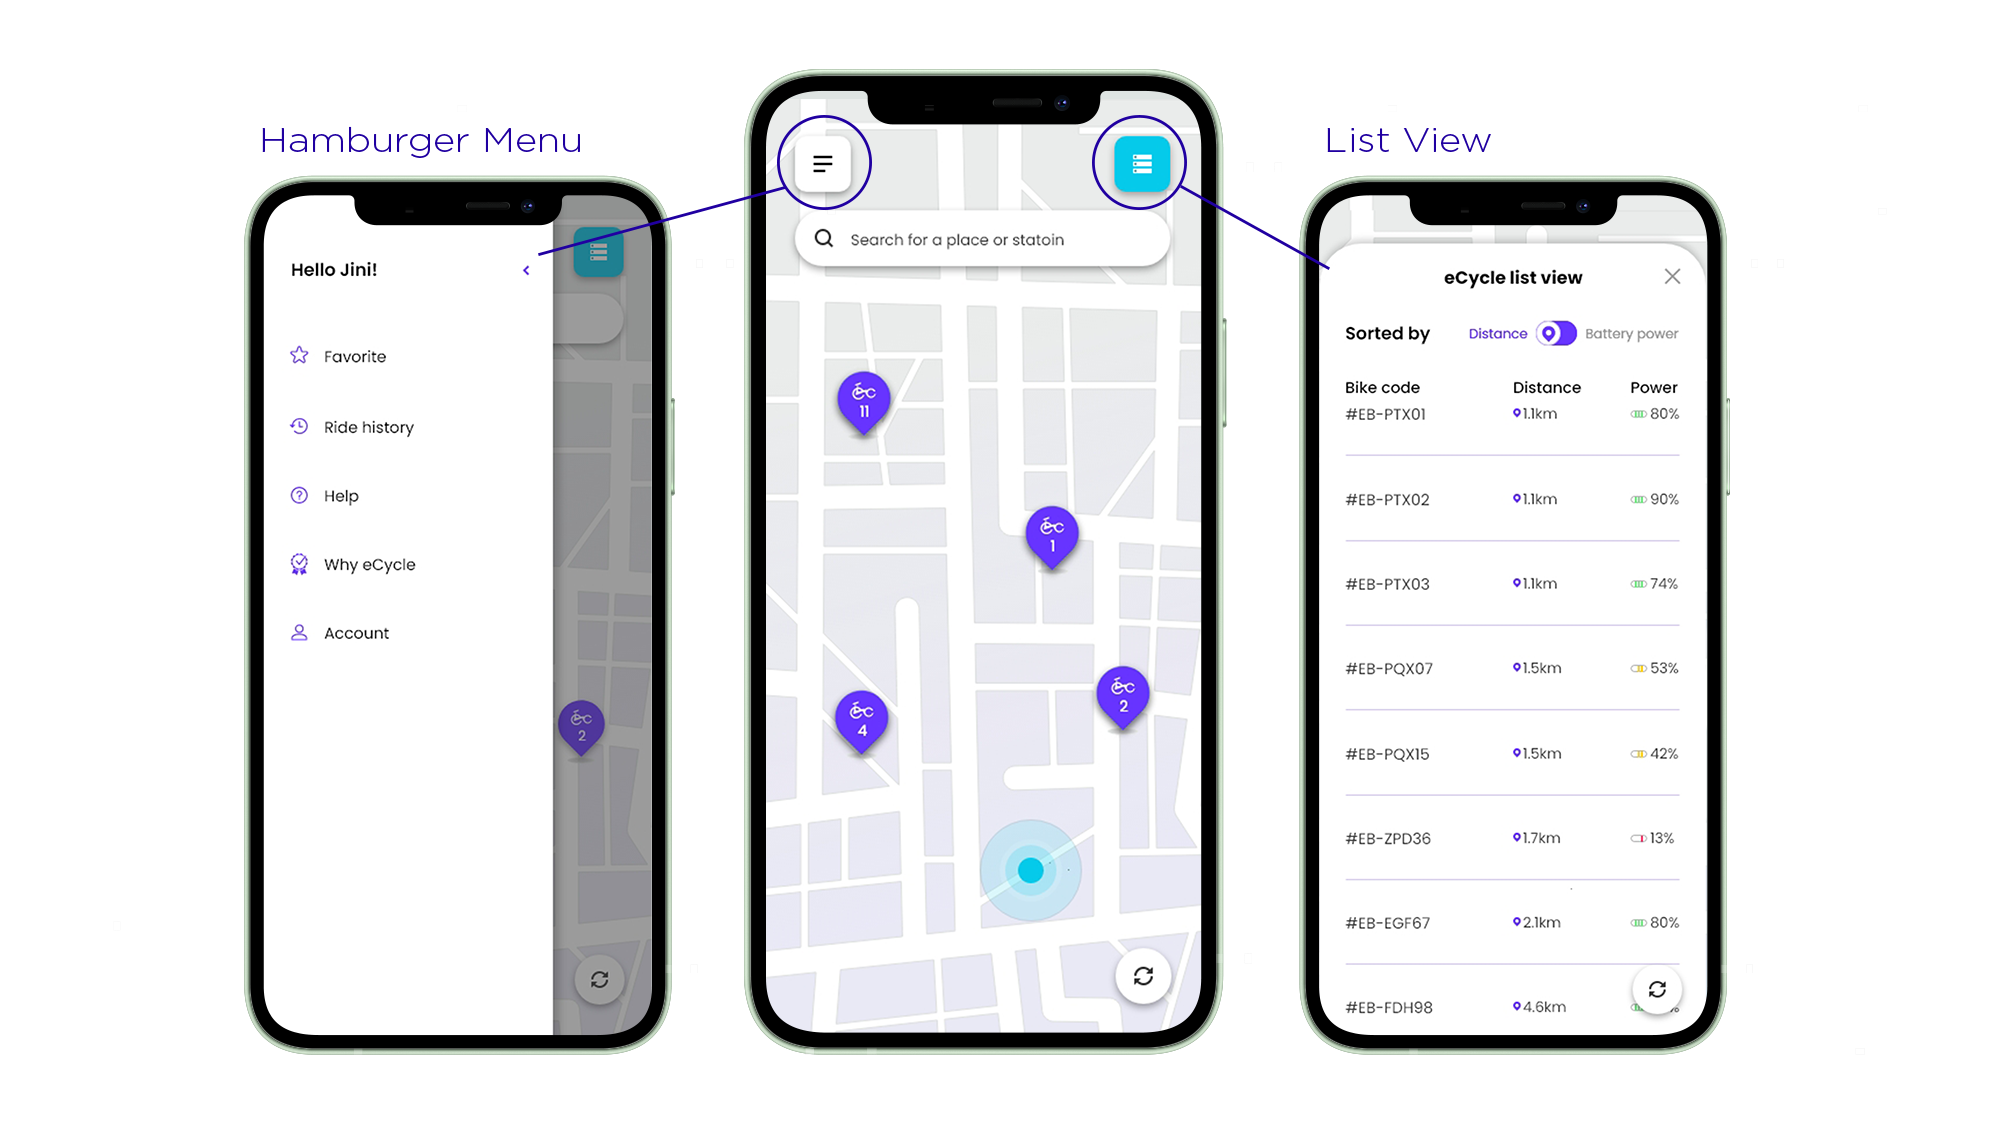 Hamburger Menu
Hello Jini!
Favorite
Ride history
Help
Why eCycle
Account
2
Search for a place or statoin
11
1
2
4
List View
eCycle list view
Sorted by Distance Battery power
Bike code Distance Power
#EB-PTX01 1.1km 80%
#EB-PTX02 1.1km 90%
#EB-PTX03 1.1km 74%
#EB-PQX07 1.5km 53%
#EB-PQX15 1.5km 42%
#EB-ZPD36 1.7km 13%
#EB-EGF67 2.1km 80%
#EB-FDH98 4.6km